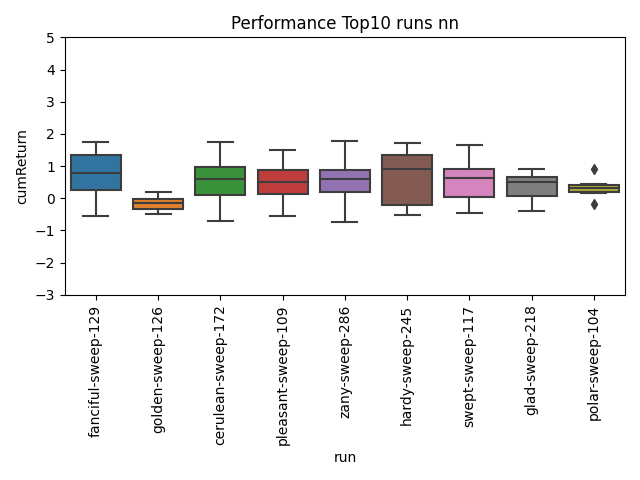 Performance Top10 runs nn
cumReturn
5
4
3
2
1
0
−1
−2
−3
fanciful-sweep-129
golden-sweep-126
cerulean-sweep-172
pleasant-sweep-109
zany-sweep-286
hardy-sweep-245
swept-sweep-117
glad-sweep-218
polar-sweep-104
run